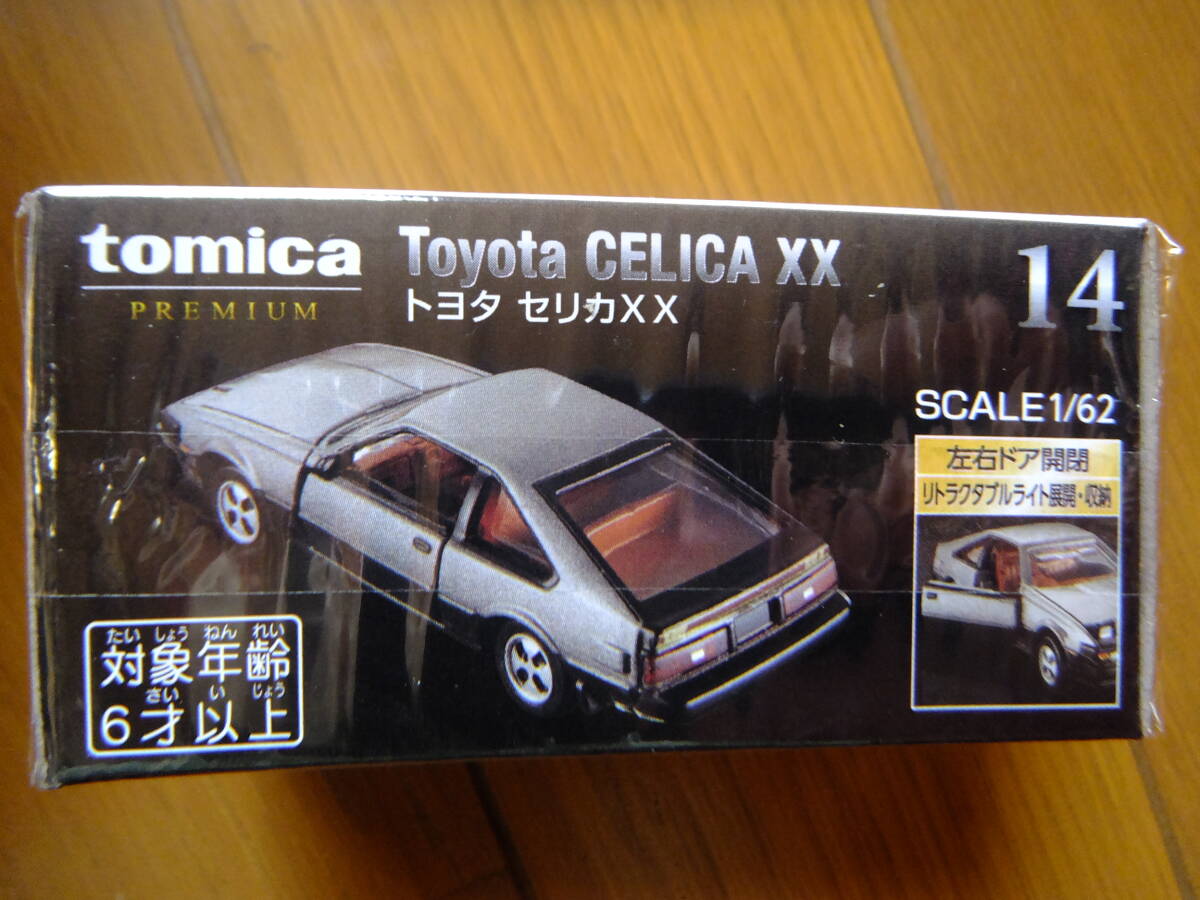 tomica
PREMIUM
Toyota CELICA XX
トヨタ セリカXX
14
SCALE1/62
左右ドア開閉
リトラクタブルライト展開・収納
たいしょうねんれい
対象年齢
さいいじょう
6才以上